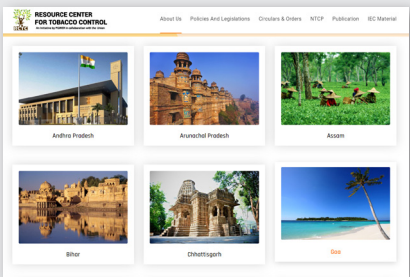 RESOURCE CENTER
FOR TOBACCO CONTROL
About Us Policies And Legislations Circulars & Orders NTCP Publication IEC Material
Andhra Pradesh Arunachal Pradesh Assam
Bihar Chhattisgarh Goa